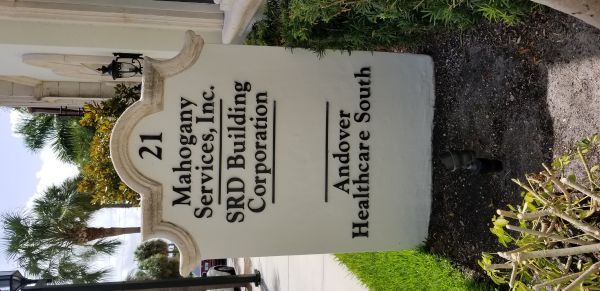 21
Mahogany
Services, Inc.
SRD Building
Corporation
Andover
Healthcare South